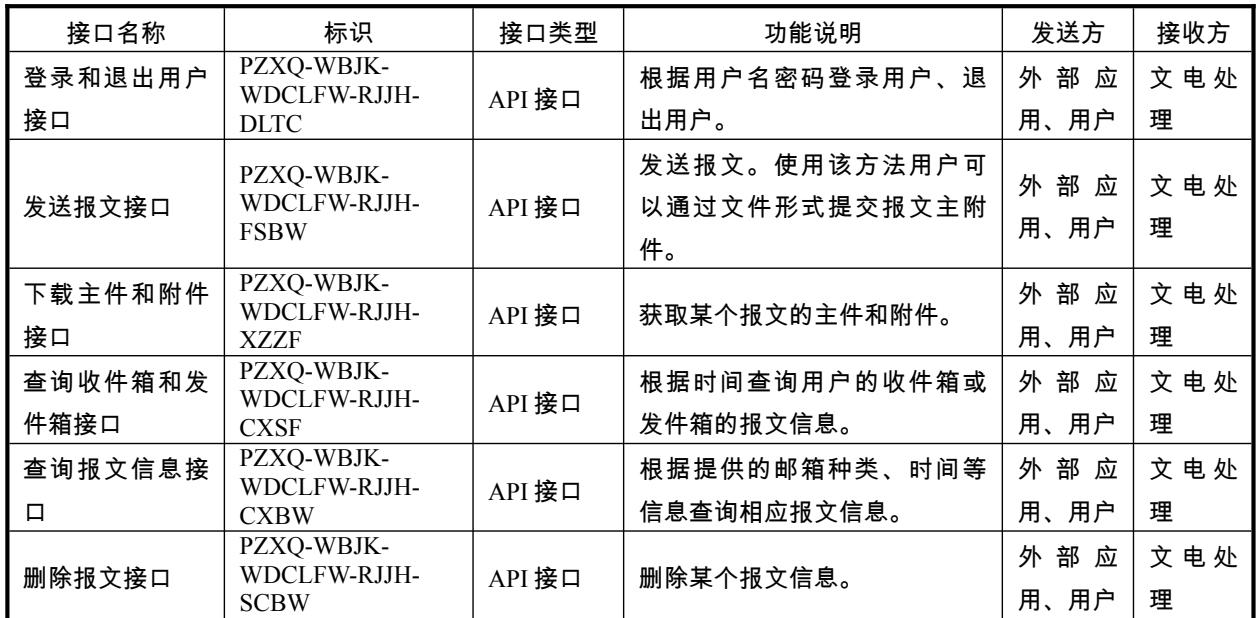 接口名称 标识 接口类型 功能说明 发送方 接收方
登录和退出用户
接口
PZXQ-WBJK-
WDCLFW-RJJH-
DLTC
API 接口
根据用户名密码登录用户、退
出用户。
外部应
用、用户
文电处
理
发送报文接口
PZXQ-WBJK-
WDCLFW-RJJH-
FSBW
API 接口
发送报文。使用该方法用户可
以通过文件形式提交报文主附
件。
外部应
用、用户
文电处
理
下载主件和附件
接口
PZXQ-WBJK-
WDCLFW-RJJH-
XZZF
API 接口
获取某个报文的主件和附件。
外部应
用、用户
文电处
理
查询收件箱和发
件箱接口
PZXQ-WBJK-
WDCLFW-RJJH-
CXSF
API 接口
根据时间查询用户的收件箱或
发件箱的报文信息。
外部应
用、用户
文电处
理
查询报文信息接
口
PZXQ-WBJK-
WDCLFW-RJJH-
CXBW
API 接口
根据提供的邮箱种类、时间等
信息查询相应报文信息。
外部应
用、用户
文电处
理
删除报文接口
PZXQ-WBJK-
WDCLFW-RJJH-
SCBW
API 接口
删除某个报文信息。
外部应
用、用户
文电处
理